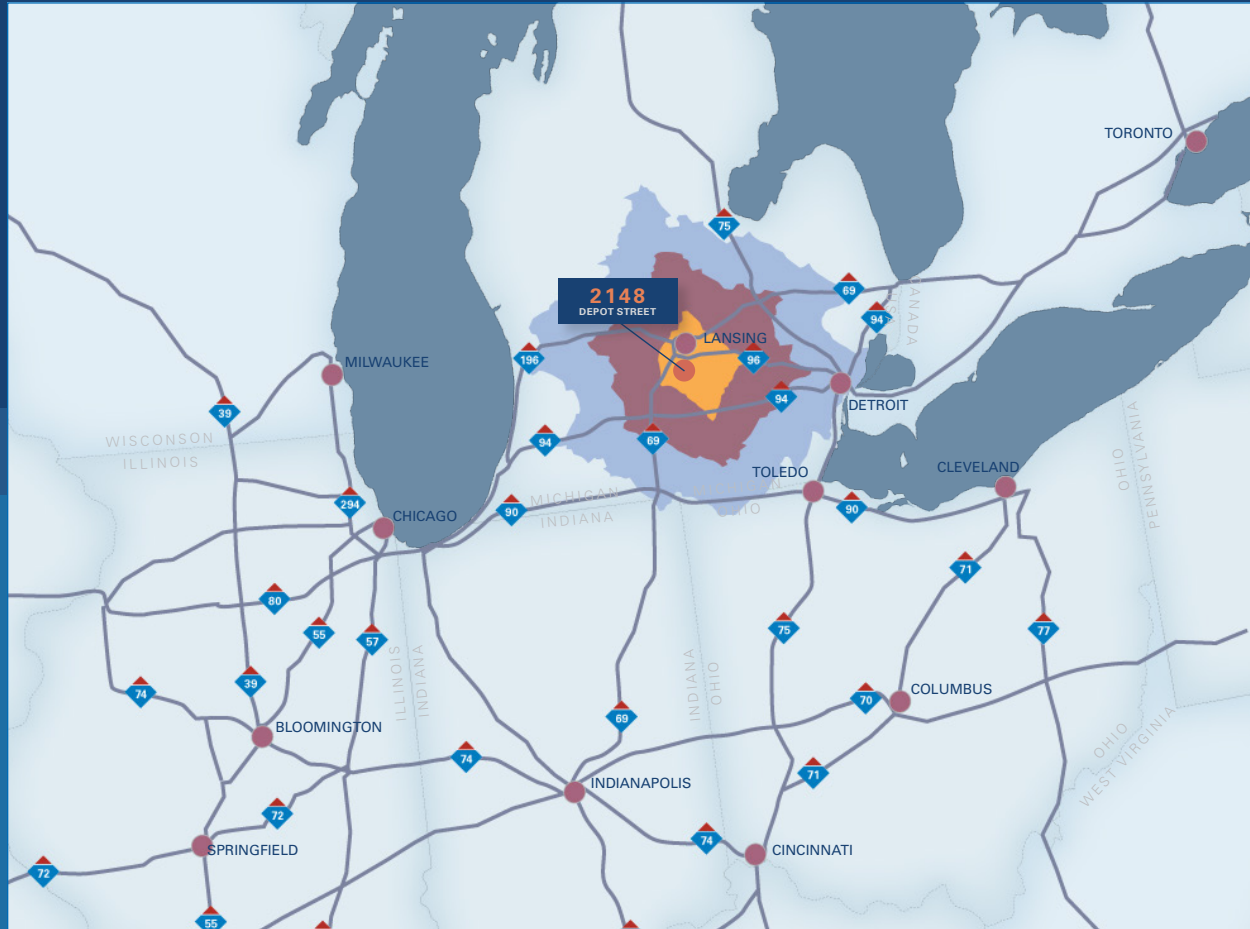 TORONTO
75
69
2148
DEPOT STREET
94
CANADA
USA
LANSING
196
96
MILWAUKEE
DETROIT
94
39
94
69
WISCONSIN
ILLINOIS
TOLEDO
CLEVELAND
OHIO
PENNSYLVANIA
294
CHICAGO
90
MICHIGAN
INDIANA
OHIO
90
71
80
55
57
75
77
ILLINOIS
INDIANA
INDIANA
OHIO
39
74
COLUMBUS
70
69
BLOOMINGTON
OHIO
WEST VIRGINIA
74
71
INDIANAPOLIS
72
74
SPRINGFIELD
CINCINNATI
72
55